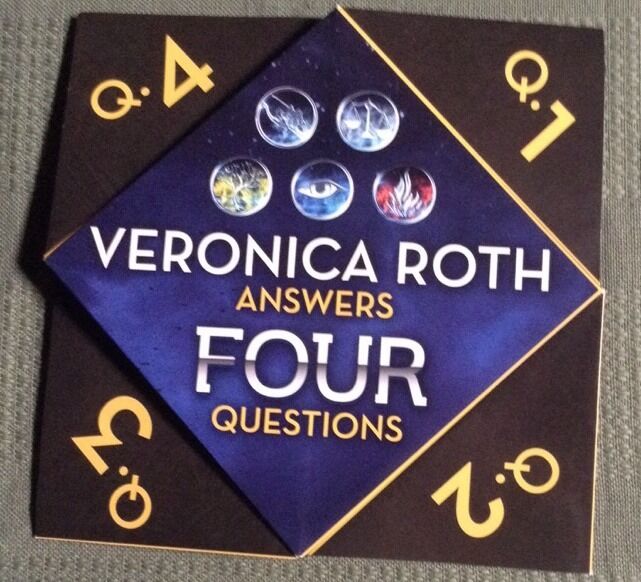 Q.4
Q.1
VERONICA ROTH
ANSWERS
FOUR
QUESTIONS
Q.3
Q.2